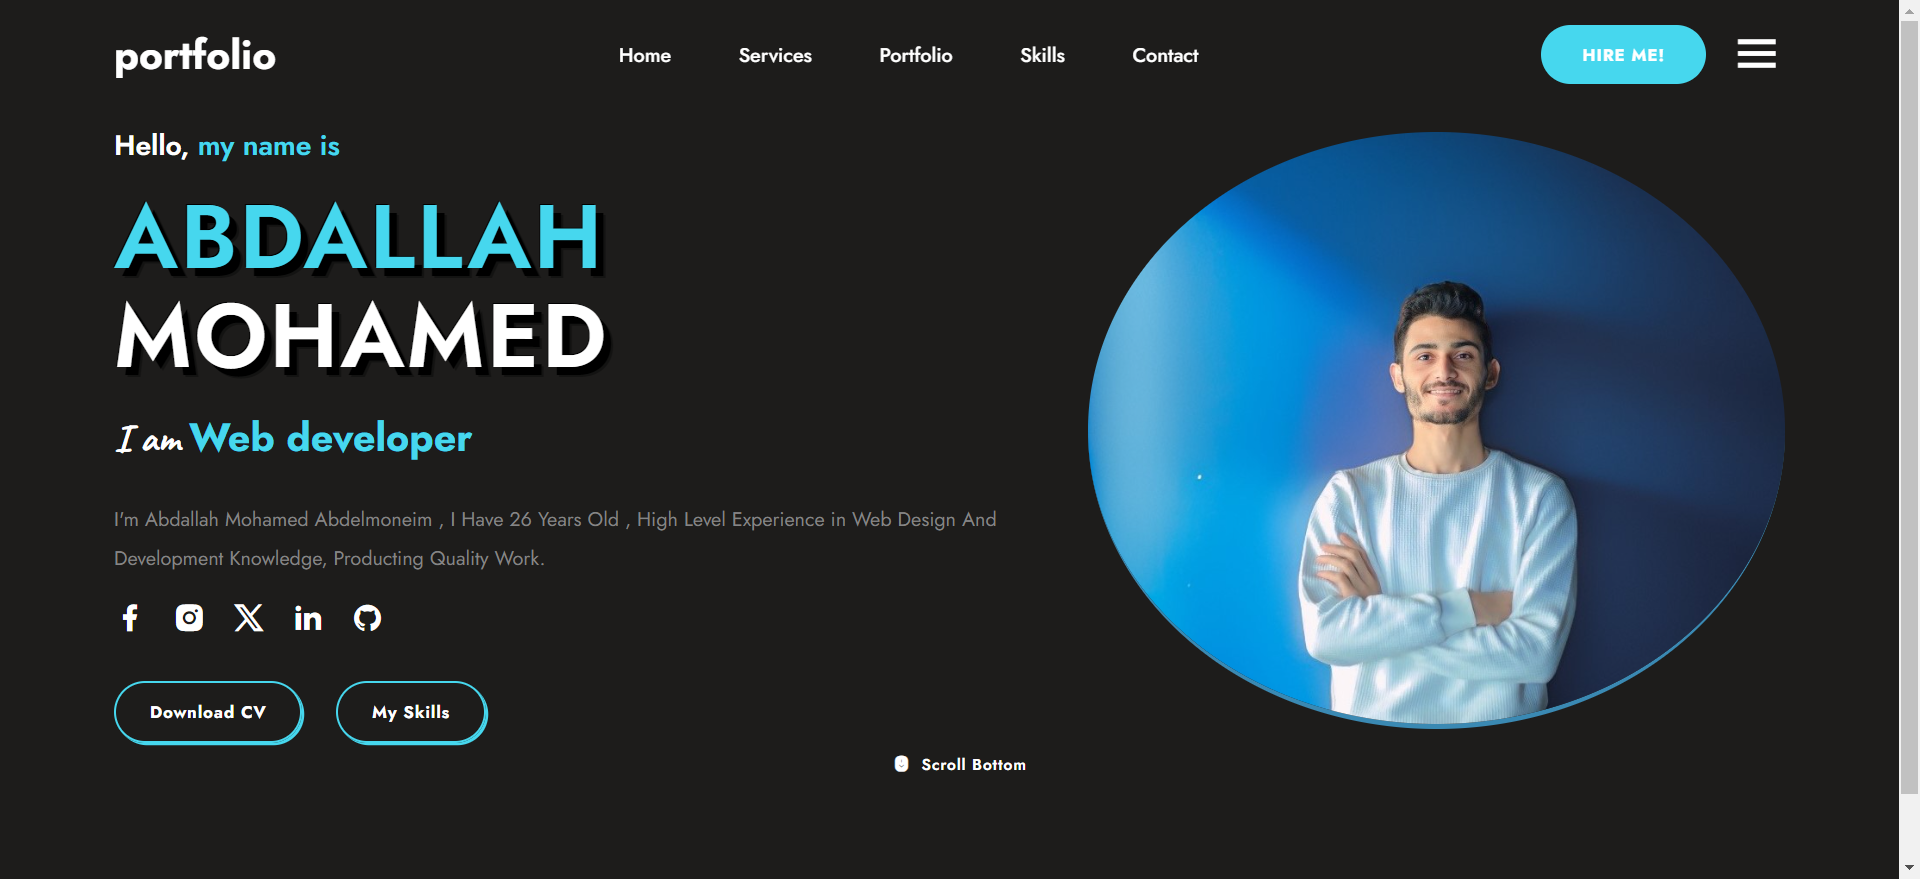 portfolio
Home Services Portfolio Skills Contact
HIRE ME!
Hello, my name is
ABDALLAH
MOHAMED
I am Web developer
I'm Abdallah Mohamed Abdelmoneim , I Have 26 Years Old , High Level Experience in Web Design And
Development Knowledge, Producting Quality Work.
Download CV My Skills
Scroll Bottom